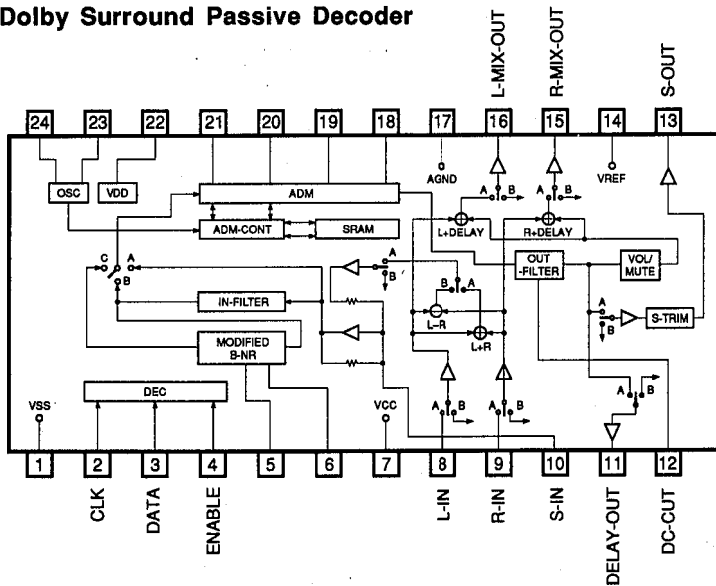 Dolby Surround Passive Decoder
L-MIX-OUT
R-MIX-OUT
S-OUT
24 23 22 21 20 19 18 17 16 15 14 13
AGND
VREF
OSC
VDD
ADM
A B
A B
ADM-CONT
SRAM
L+DELAY
R+DELAY
C A
B
A
B
OUT
-FILTER
VOL/
MUTE
B A
IN-FILTER
L-R
A
B
S-TRIM
MODIFIED
B-NR
L+R
DEC
A B
VSS
VCC
A B
A B
1 2 3 4 5 6 7 8 9 10 11 12
CLK
DATA
ENABLE
L-IN
R-IN
S-IN
DELAY-OUT
DC-CUT